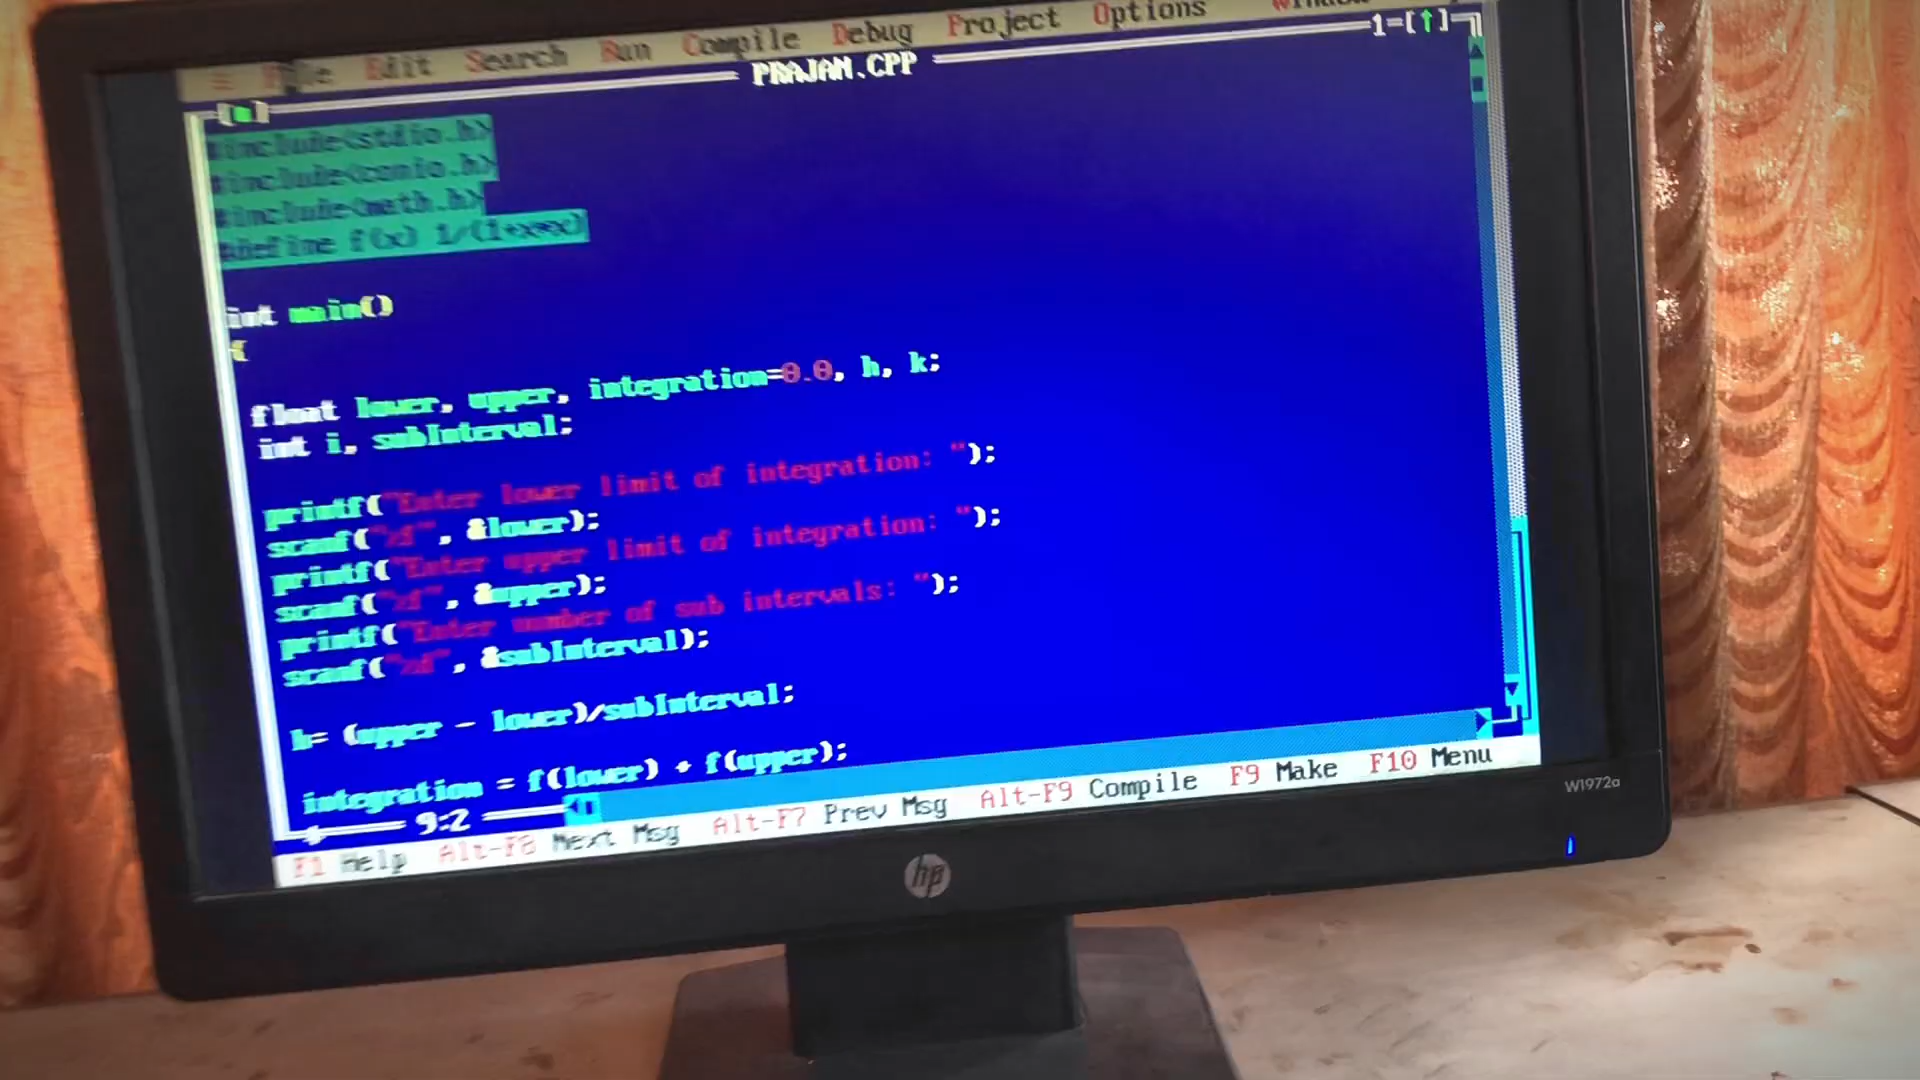 ≡ File Edit Search Run Compile Debug Project Options Window
[■] PRAJAN.CPP 1=[↑]
#include<stdio.h>
#include<conio.h>
#include<math.h>
#define f(x) 1/(1+x*x)
int main()
{
float lower, upper, integration=0.0, h, k;
int i, subInterval;
printf("Enter lower limit of integration: ");
scanf("%f", &lower);
printf("Enter upper limit of integration: ");
scanf("%f", &upper);
printf("Enter number of sub intervals: ");
scanf("%d", &subInterval);
h= (upper - lower)/subInterval;
integration = f(lower) + f(upper);
9:2
F1 Help Alt-F8 Next Msg Alt-F7 Prev Msg Alt-F9 Compile F9 Make F10 Menu
hp
W1972a